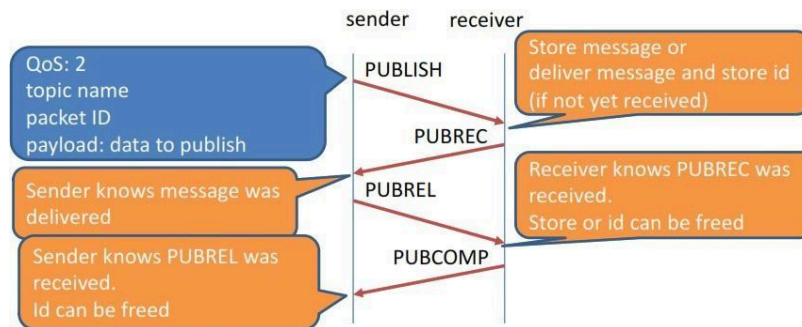 sender receiver
QoS: 2
topic name
packet ID
payload: data to publish
PUBLISH
Store message or
deliver message and store id
(if not yet received)
PUBREC
Sender knows message was
delivered
PUBREL
Receiver knows PUBREC was
received.
Store or id can be freed
Sender knows PUBREL was
received.
Id can be freed
PUBCOMP